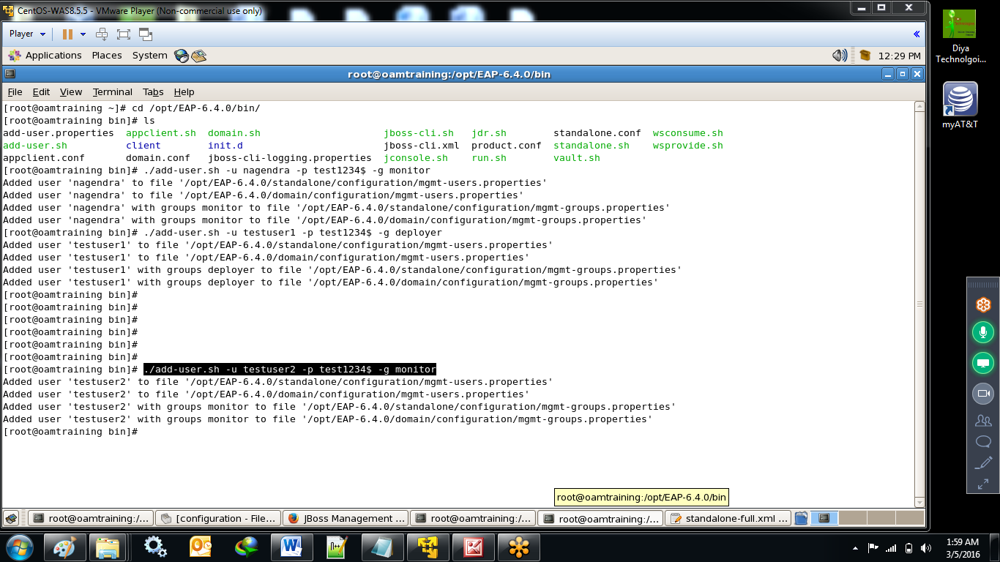 CentOS-WAS8.5.5 - VMware Player (Non-commercial use only)
Player
Applications Places System
12:29 PM
root@oamtraining:/opt/EAP-6.4.0/bin
File Edit View Terminal Tabs Help
[root@oamtraining ~]# cd /opt/EAP-6.4.0/bin/
[root@oamtraining bin]# ls
add-user.properties appclient.sh domain.sh jboss-cli.sh jdr.sh standalone.conf wsconsume.sh
add-user.sh client init.d jboss-cli.xml product.conf standalone.sh wsprovide.sh
appclient.conf domain.conf jboss-cli-logging.properties jconsole.sh run.sh vault.sh
[root@oamtraining bin]# ./add-user.sh -u nagendra -p test1234$ -g monitor
Added user 'nagendra' to file '/opt/EAP-6.4.0/standalone/configuration/mgmt-users.properties'
Added user 'nagendra' to file '/opt/EAP-6.4.0/domain/configuration/mgmt-users.properties'
Added user 'nagendra' with groups monitor to file '/opt/EAP-6.4.0/standalone/configuration/mgmt-groups.properties'
Added user 'nagendra' with groups monitor to file '/opt/EAP-6.4.0/domain/configuration/mgmt-groups.properties'
[root@oamtraining bin]# ./add-user.sh -u testuser1 -p test1234$ -g deployer
Added user 'testuser1' to file '/opt/EAP-6.4.0/standalone/configuration/mgmt-users.properties'
Added user 'testuser1' to file '/opt/EAP-6.4.0/domain/configuration/mgmt-users.properties'
Added user 'testuser1' with groups deployer to file '/opt/EAP-6.4.0/standalone/configuration/mgmt-groups.properties'
Added user 'testuser1' with groups deployer to file '/opt/EAP-6.4.0/domain/configuration/mgmt-groups.properties'
[root@oamtraining bin]#
[root@oamtraining bin]#
[root@oamtraining bin]#
[root@oamtraining bin]#
[root@oamtraining bin]#
[root@oamtraining bin]#
[root@oamtraining bin]# ./add-user.sh -u testuser2 -p test1234$ -g monitor
Added user 'testuser2' to file '/opt/EAP-6.4.0/standalone/configuration/mgmt-users.properties'
Added user 'testuser2' to file '/opt/EAP-6.4.0/domain/configuration/mgmt-users.properties'
Added user 'testuser2' with groups monitor to file '/opt/EAP-6.4.0/standalone/configuration/mgmt-groups.properties'
Added user 'testuser2' with groups monitor to file '/opt/EAP-6.4.0/domain/configuration/mgmt-groups.properties'
[root@oamtraining bin]#
root@oamtraining:/opt/EAP-6.4.0/bin
root@oamtraining:/... [configuration - File... JBoss Management ... root@oamtraining:/... root@oamtraining:/... standalone-full.xml ...
Diya
Technolgoi...
myAT&T
1:59 AM
3/5/2016